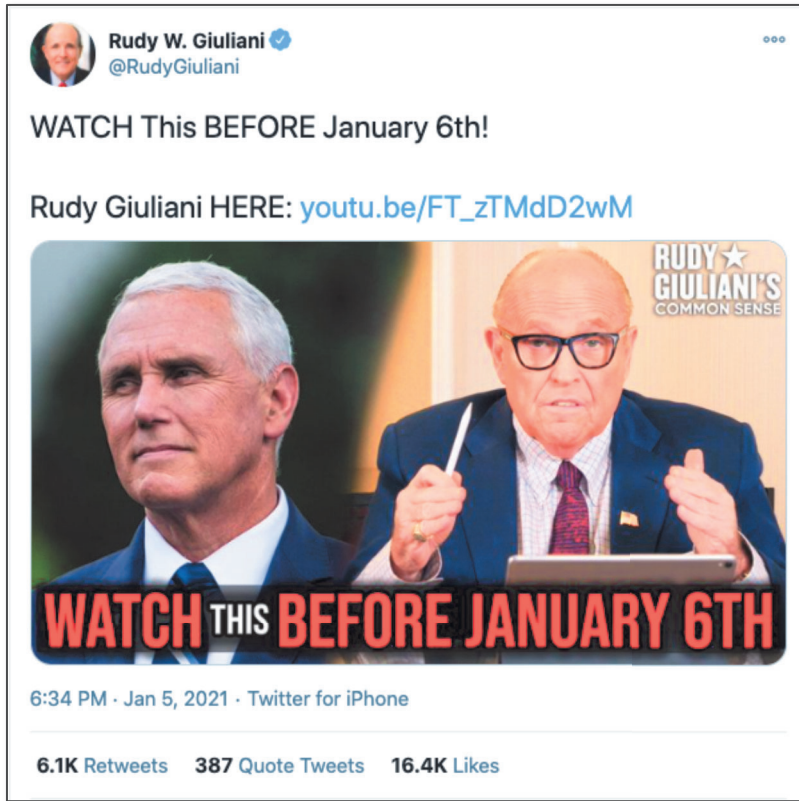 Rudy W. Giuliani
@RudyGiuliani
WATCH This BEFORE January 6th!
Rudy Giuliani HERE: youtu.be/FT_zTMdD2wM
RUDY★
GIULIANI'S
COMMON SENSE
WATCH THIS BEFORE JANUARY 6TH
6:34 PM · Jan 5, 2021 · Twitter for iPhone
6.1K Retweets 387 Quote Tweets 16.4K Likes